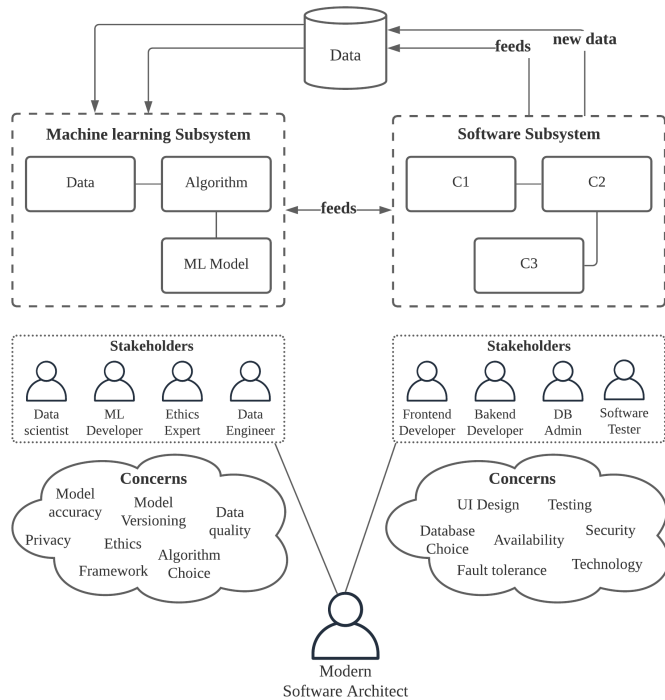 Data
feeds
new data
Machine learning Subsystem
Data
Algorithm
ML Model
feeds
Software Subsystem
C1
C2
C3
Stakeholders
Data
scientist
ML
Developer
Ethics
Expert
Data
Engineer
Stakeholders
Frontend
Developer
Bakend
Developer
DB
Admin
Software
Tester
Concerns
Model
accuracy
Model
Versioning
Data
quality
Privacy
Ethics
Algorithm
Choice
Framework
Concerns
UI Design
Testing
Database
Choice
Availability
Security
Fault tolerance
Technology
Modern
Software Architect